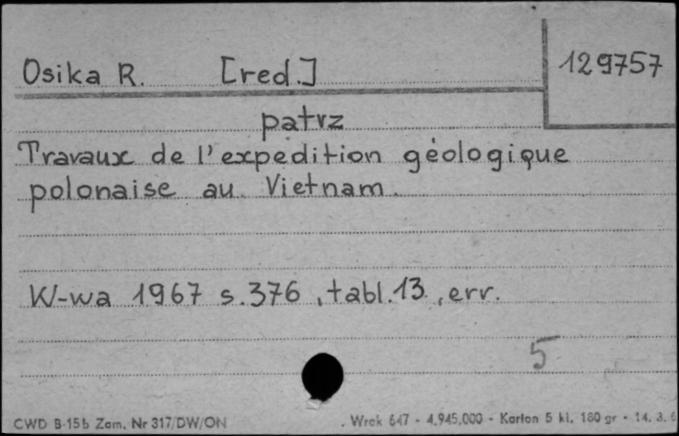 Osika R. [red.]
129757
patrz
Travaux de l'expedition géologique
polonaise au Vietnam.
W-wa 1967 s.376, tabl.13, err.
5
CWD B-15b Zam. Nr 317/DW/ON
. Wrek 647 - 4.945.000 - Karton 5 kl. 180 gr - 14. 3. 6